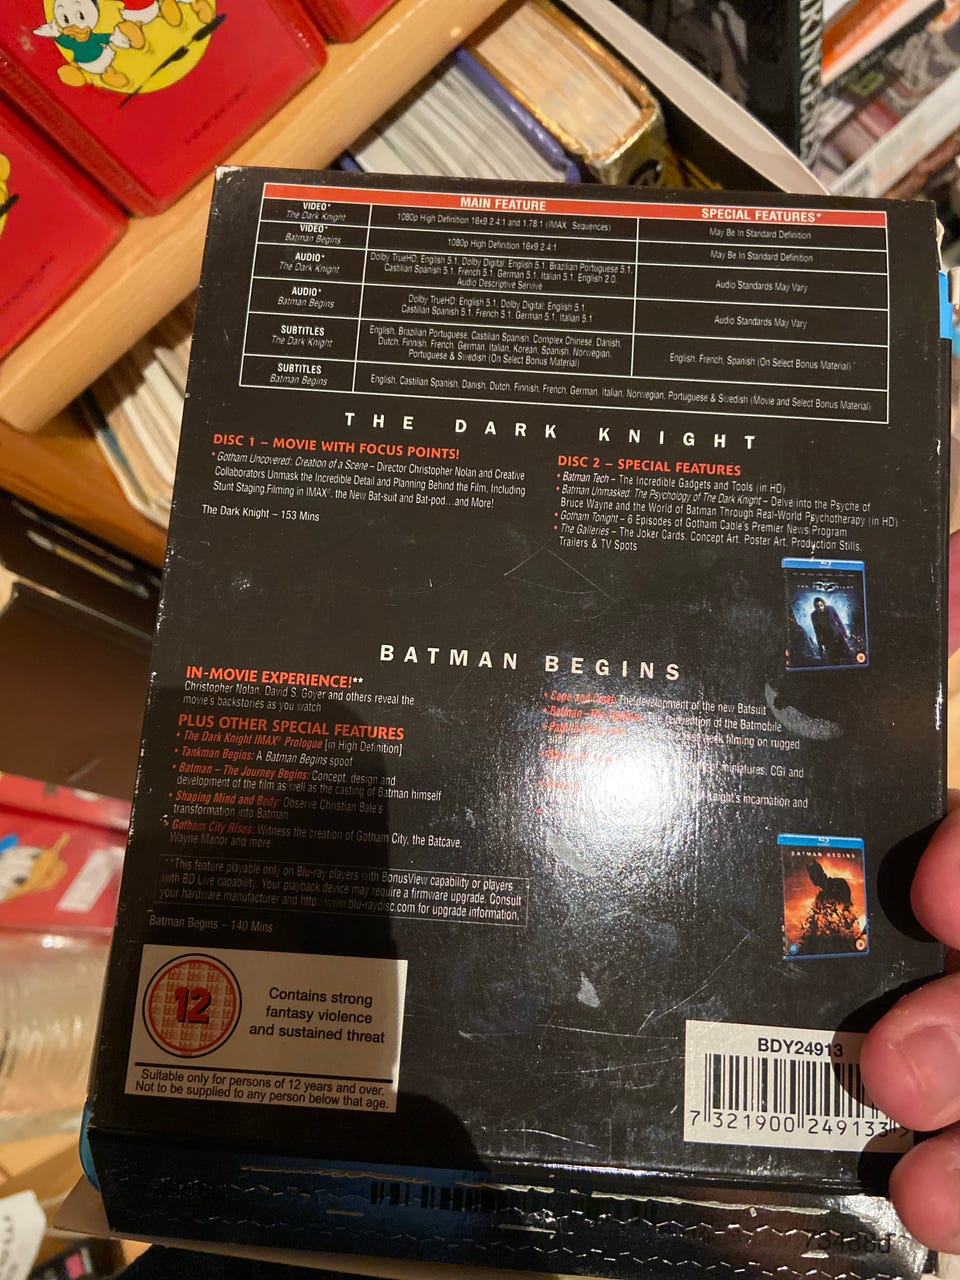 MAIN FEATURE
SPECIAL FEATURES*
VIDEO*
The Dark Knight
1080p High Definition 16x9 2.4:1 and 1.78:1 (IMAX Sequences)
May Be In Standard Definition
VIDEO*
Batman Begins
1080p High Definition 16x9 2.4:1
May Be In Standard Definition
AUDIO*
The Dark Knight
Dolby TrueHD: English 5.1, Dolby Digital: English 5.1, Brazilian Portuguese 5.1,
Castilian Spanish 5.1, French 5.1, German 5.1, Italian 5.1, English 2.0,
Audio Descriptive Servive
Audio Standards May Vary
AUDIO*
Batman Begins
Dolby TrueHD: English 5.1, Dolby Digital: English 5.1,
Castilian Spanish 5.1, French 5.1, German 5.1, Italian 5.1
Audio Standards May Vary
SUBTITLES
The Dark Knight
English, Brazilian Portuguese, Castilian Spanish, Complex Chinese, Danish,
Dutch, Finnish, French, German, Italian, Korean, Spanish, Norwegian,
Portuguese & Swedish (On Select Bonus Material)
English, French, Spanish (On Select Bonus Material)
SUBTITLES
Batman Begins
English, Castilian Spanish, Danish, Dutch, Finnish, French, German, Italian, Norwegian, Portuguese & Swedish (Movie and Select Bonus Material)
THE DARK KNIGHT
DISC 1 – MOVIE WITH FOCUS POINTS!
• Gotham Uncovered: Creation of a Scene – Director Christopher Nolan and Creative
Collaborators Unmask the Incredible Detail and Planning Behind the Film, Including
Stunt Staging,Filming in IMAX®, the New Bat-suit and Bat-pod...and More!
The Dark Knight – 153 Mins
DISC 2 – SPECIAL FEATURES
• Batman Tech – The Incredible Gadgets and Tools (in HD)
• Batman Unmasked: The Psychology of The Dark Knight – Delve into the Psyche of
Bruce Wayne and the World of Batman Through Real-World Psychotherapy (in HD)
• Gotham Tonight – 6 Episodes of Gotham Cable's Premier News Program
• The Galleries – The Joker Cards, Concept Art, Poster Art, Production Stills,
Trailers & TV Spots
BATMAN BEGINS
IN-MOVIE EXPERIENCE!**
Christopher Nolan, David S. Goyer and others reveal the
movie's backstories as you watch
PLUS OTHER SPECIAL FEATURES
• The Dark Knight IMAX® Prologue [in High Definition]
• Tankman Begins: A Batman Begins spoof
• Batman – The Journey Begins: Concept, design and
development of the film as well as the casting of Batman himself
• Shaping Mind and Body: Observe Christian Bale's
transformation into Batman
• Gotham City Rises: Witness the creation of Gotham City, the Batcave,
Wayne Manor and more
• Cape and Cowl: The development of the new Batsuit
• Batman – The of the Batmobile
week filming on rugged
miniatures, CGI and
Knight's incarnation and
**This feature playable only on Blu-ray players with BonusView capability or players
with BD Live capability. Your playback device may require a firmware upgrade. Consult
your hardware manufacturer and http://www.blu-raydisc.com for upgrade information.
Batman Begins – 140 Mins
BATMAN BEGINS
12
Contains strong
fantasy violence
and sustained threat
Suitable only for persons of 12 years and over.
Not to be supplied to any person below that age.
BDY24913
7 321900 249133 >